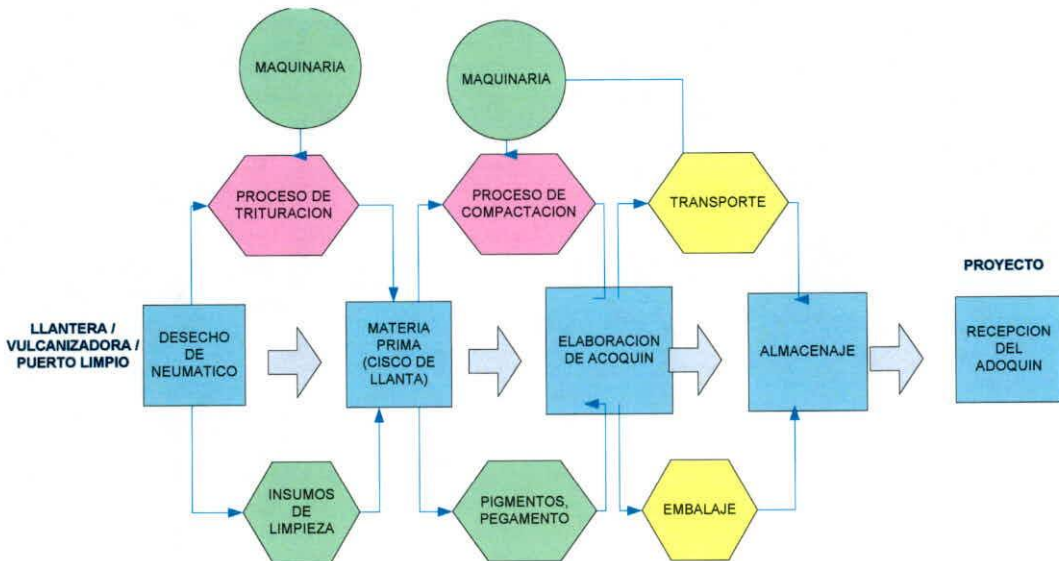 MAQUINARIA
MAQUINARIA
PROCESO DE
TRITURACION
PROCESO DE
COMPACTACION
TRANSPORTE
PROYECTO
LLANTERA /
VULCANIZADORA /
PUERTO LIMPIO
DESECHO
DE
NEUMATICO
MATERIA
PRIMA
(CISCO DE
LLANTA)
ELABORACION
DE ACOQUIN
ALMACENAJE
RECEPCION
DEL
ADOQUIN
INSUMOS
DE
LIMPIEZA
PIGMENTOS,
PEGAMENTO
EMBALAJE